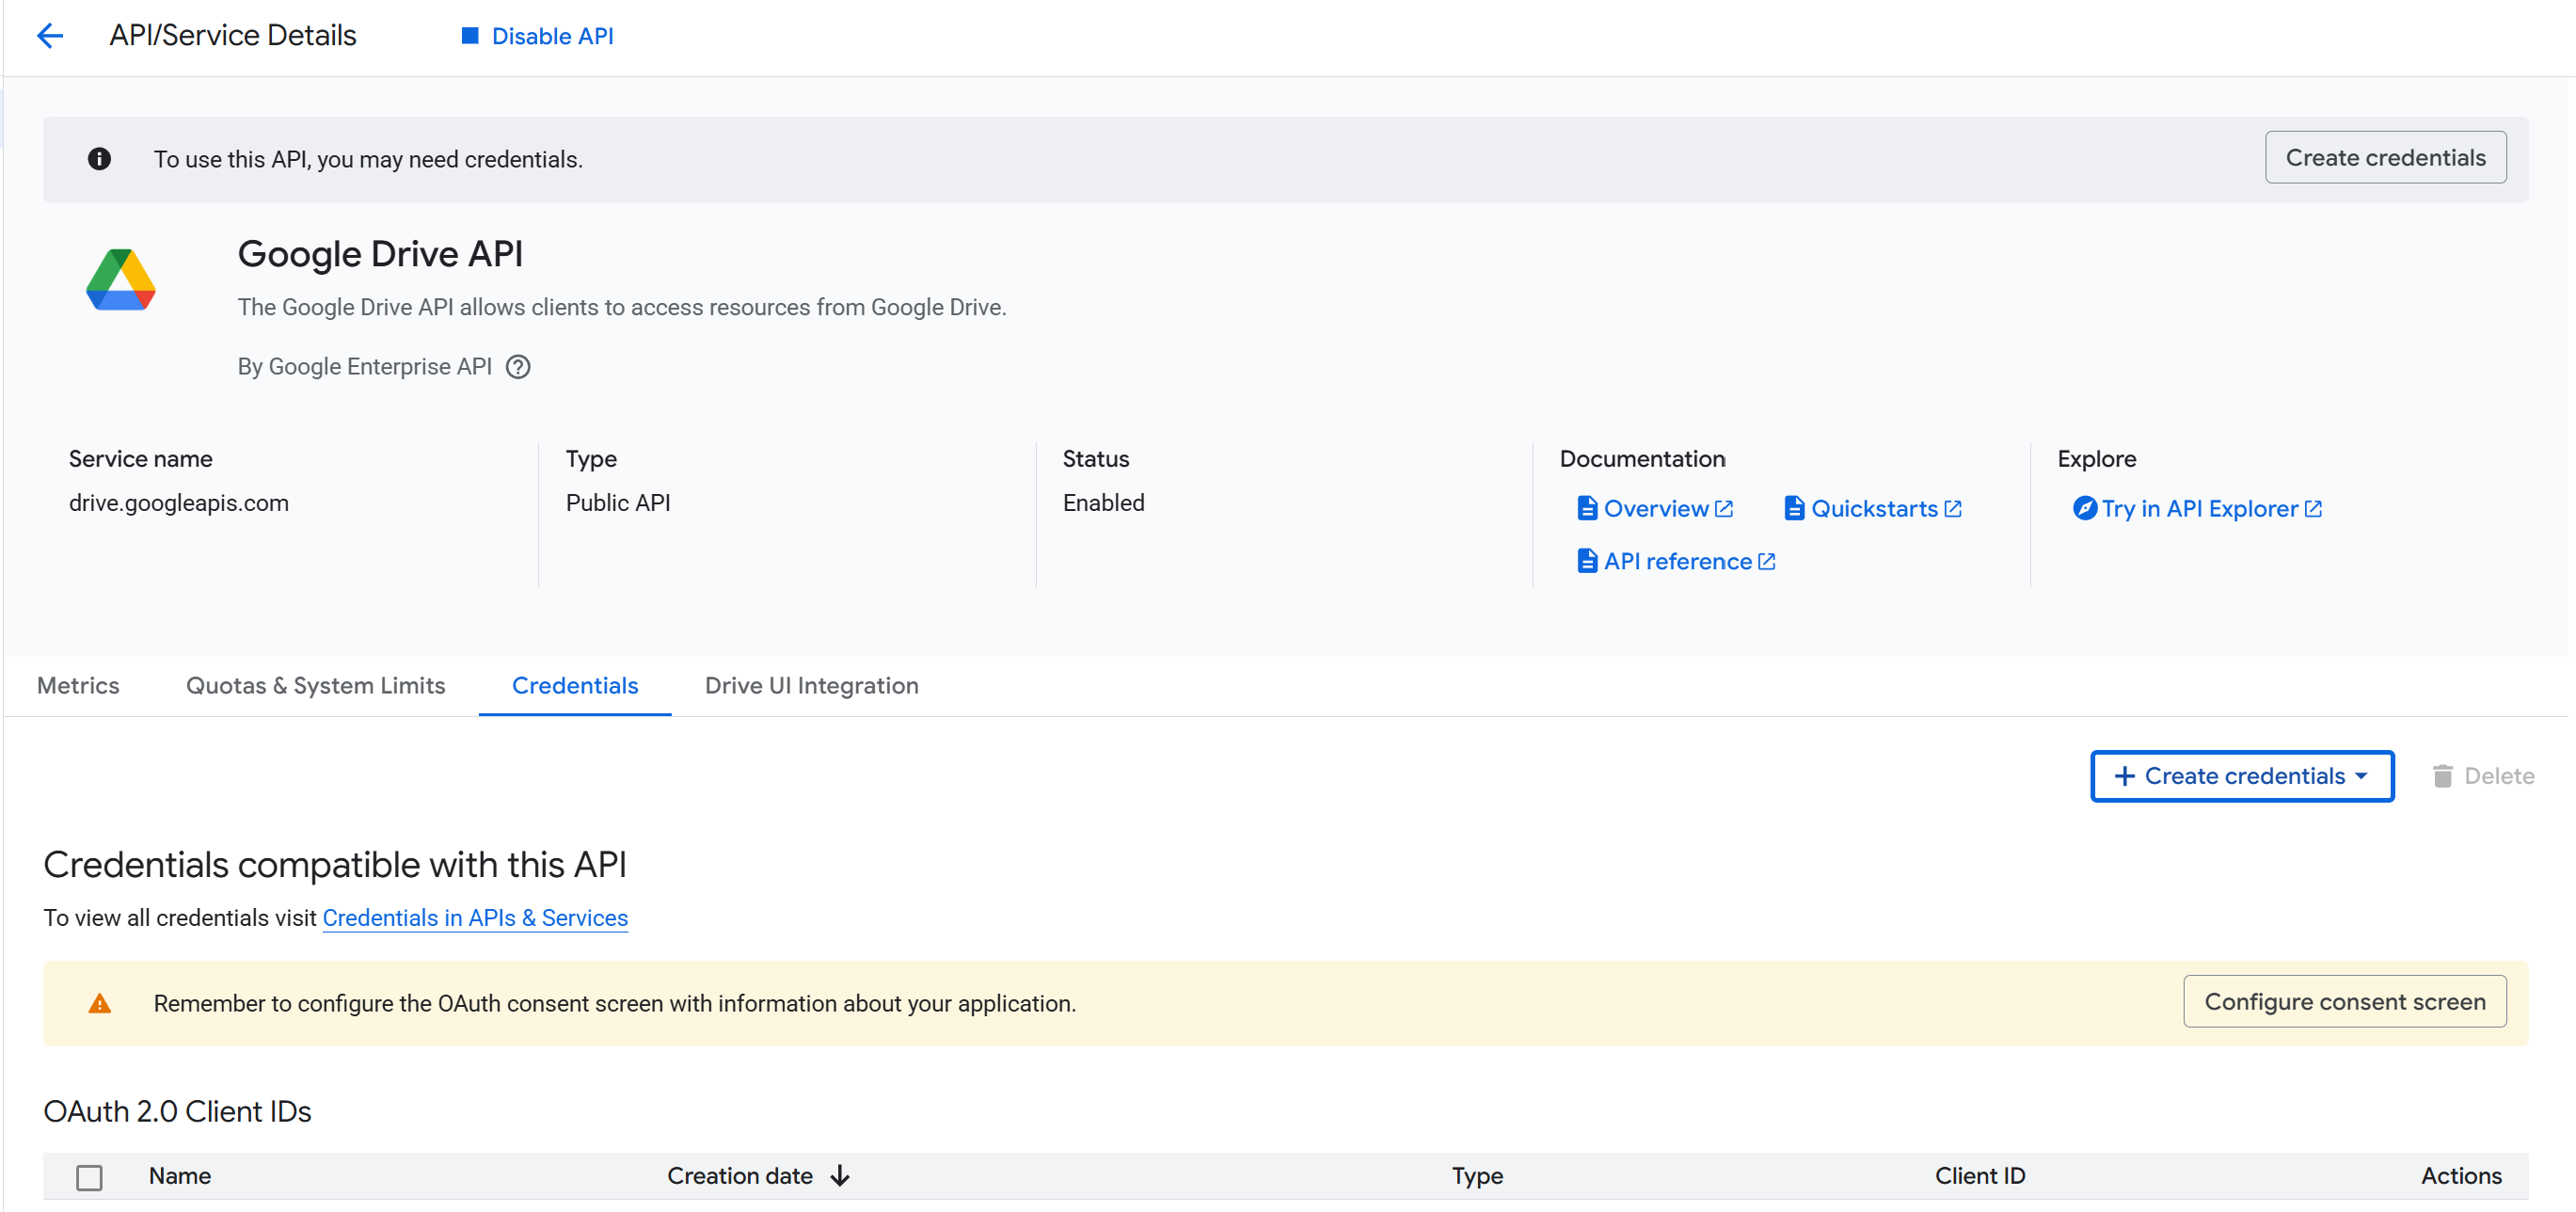 API/Service Details
Disable API
To use this API, you may need credentials.
Create credentials
Google Drive API
The Google Drive API allows clients to access resources from Google Drive.
By Google Enterprise API
Service name
drive.googleapis.com
Type
Public API
Status
Enabled
Documentation
Overview
Quickstarts
API reference
Explore
Try in API Explorer
Metrics
Quotas & System Limits
Credentials
Drive UI Integration
Create credentials
Delete
Credentials compatible with this API
To view all credentials visit Credentials in APIs & Services
Remember to configure the OAuth consent screen with information about your application.
Configure consent screen
OAuth 2.0 Client IDs
Name
Creation date
Type
Client ID
Actions